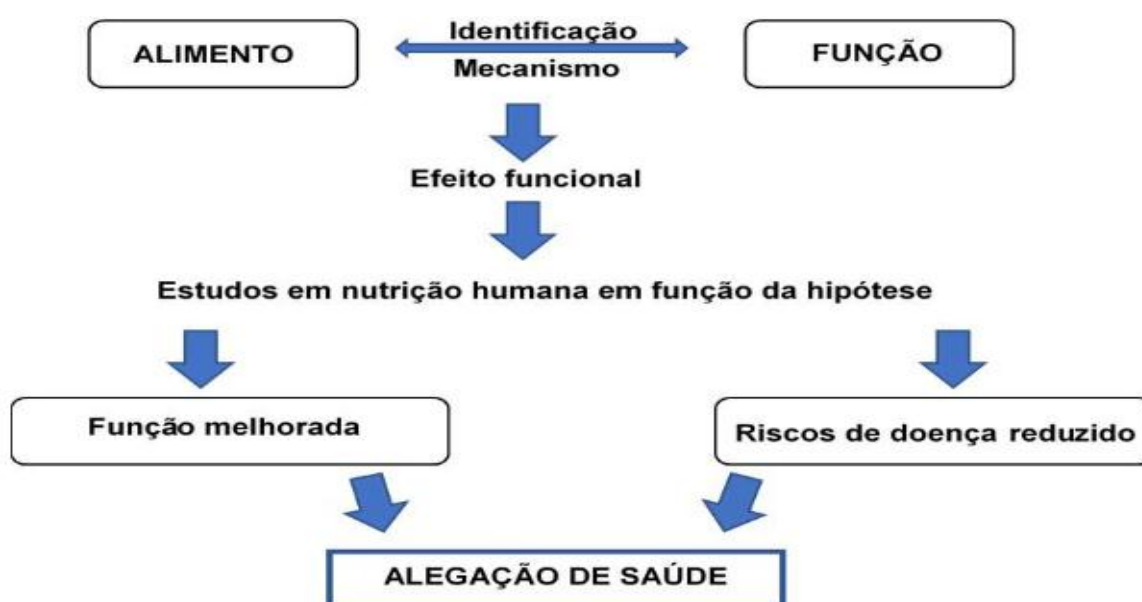 ALIMENTO
Identificação
Mecanismo
FUNÇÃO
Efeito funcional
Estudos em nutrição humana em função da hipótese
Função melhorada
Riscos de doença reduzido
ALEGAÇÃO DE SAÚDE